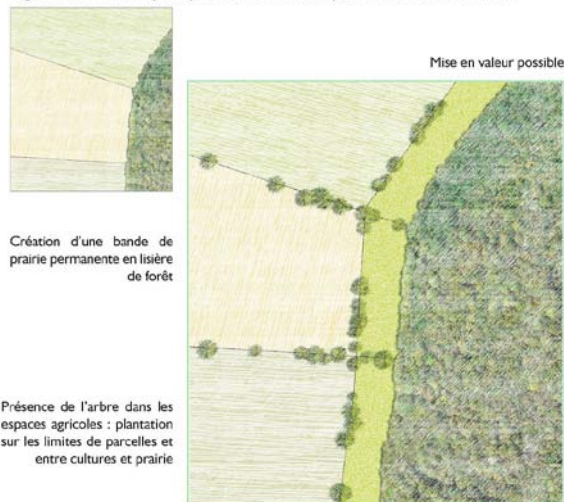 Mise en valeur possible
Création d'une bande de
prairie permanente en lisière
de forêt
Présence de l'arbre dans les
espaces agricoles : plantation
sur les limites de parcelles et
entre cultures et prairie